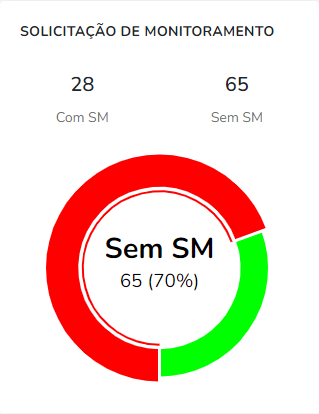 SOLICITAÇÃO DE MONITORAMENTO
28 65
Com SM Sem SM
Sem SM
65 (70%)